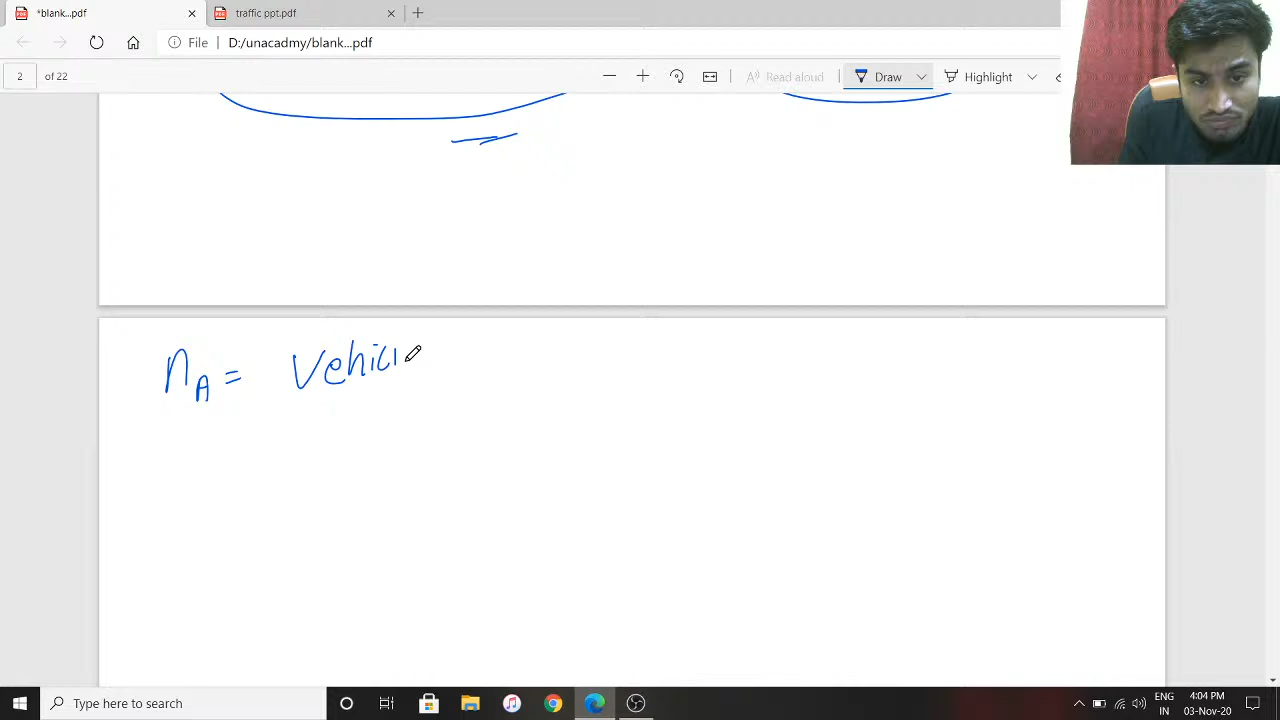 *blank..pdf
traffic ppt.pdf
File
D:/unacadmy/blank...pdf
2
of 22
Read aloud
Draw
Highlight
nA = Vehicl
Type here to search
ENG
IN
4:04 PM
03-Nov-20